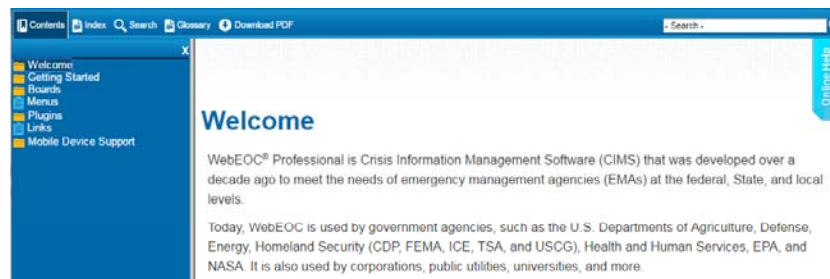 Contents Index Search Glossary Download PDF - Search -
X
Welcome
Getting Started
Boards
Menus
Plugins
Links
Mobile Device Support
Online Help
Welcome
WebEOC® Professional is Crisis Information Management Software (CIMS) that was developed over a
decade ago to meet the needs of emergency management agencies (EMAs) at the federal, State, and local
levels.
Today, WebEOC is used by government agencies, such as the U.S. Departments of Agriculture, Defense,
Energy, Homeland Security (CDP, FEMA, ICE, TSA, and USCG), Health and Human Services, EPA, and
NASA. It is also used by corporations, public utilities, universities, and more.